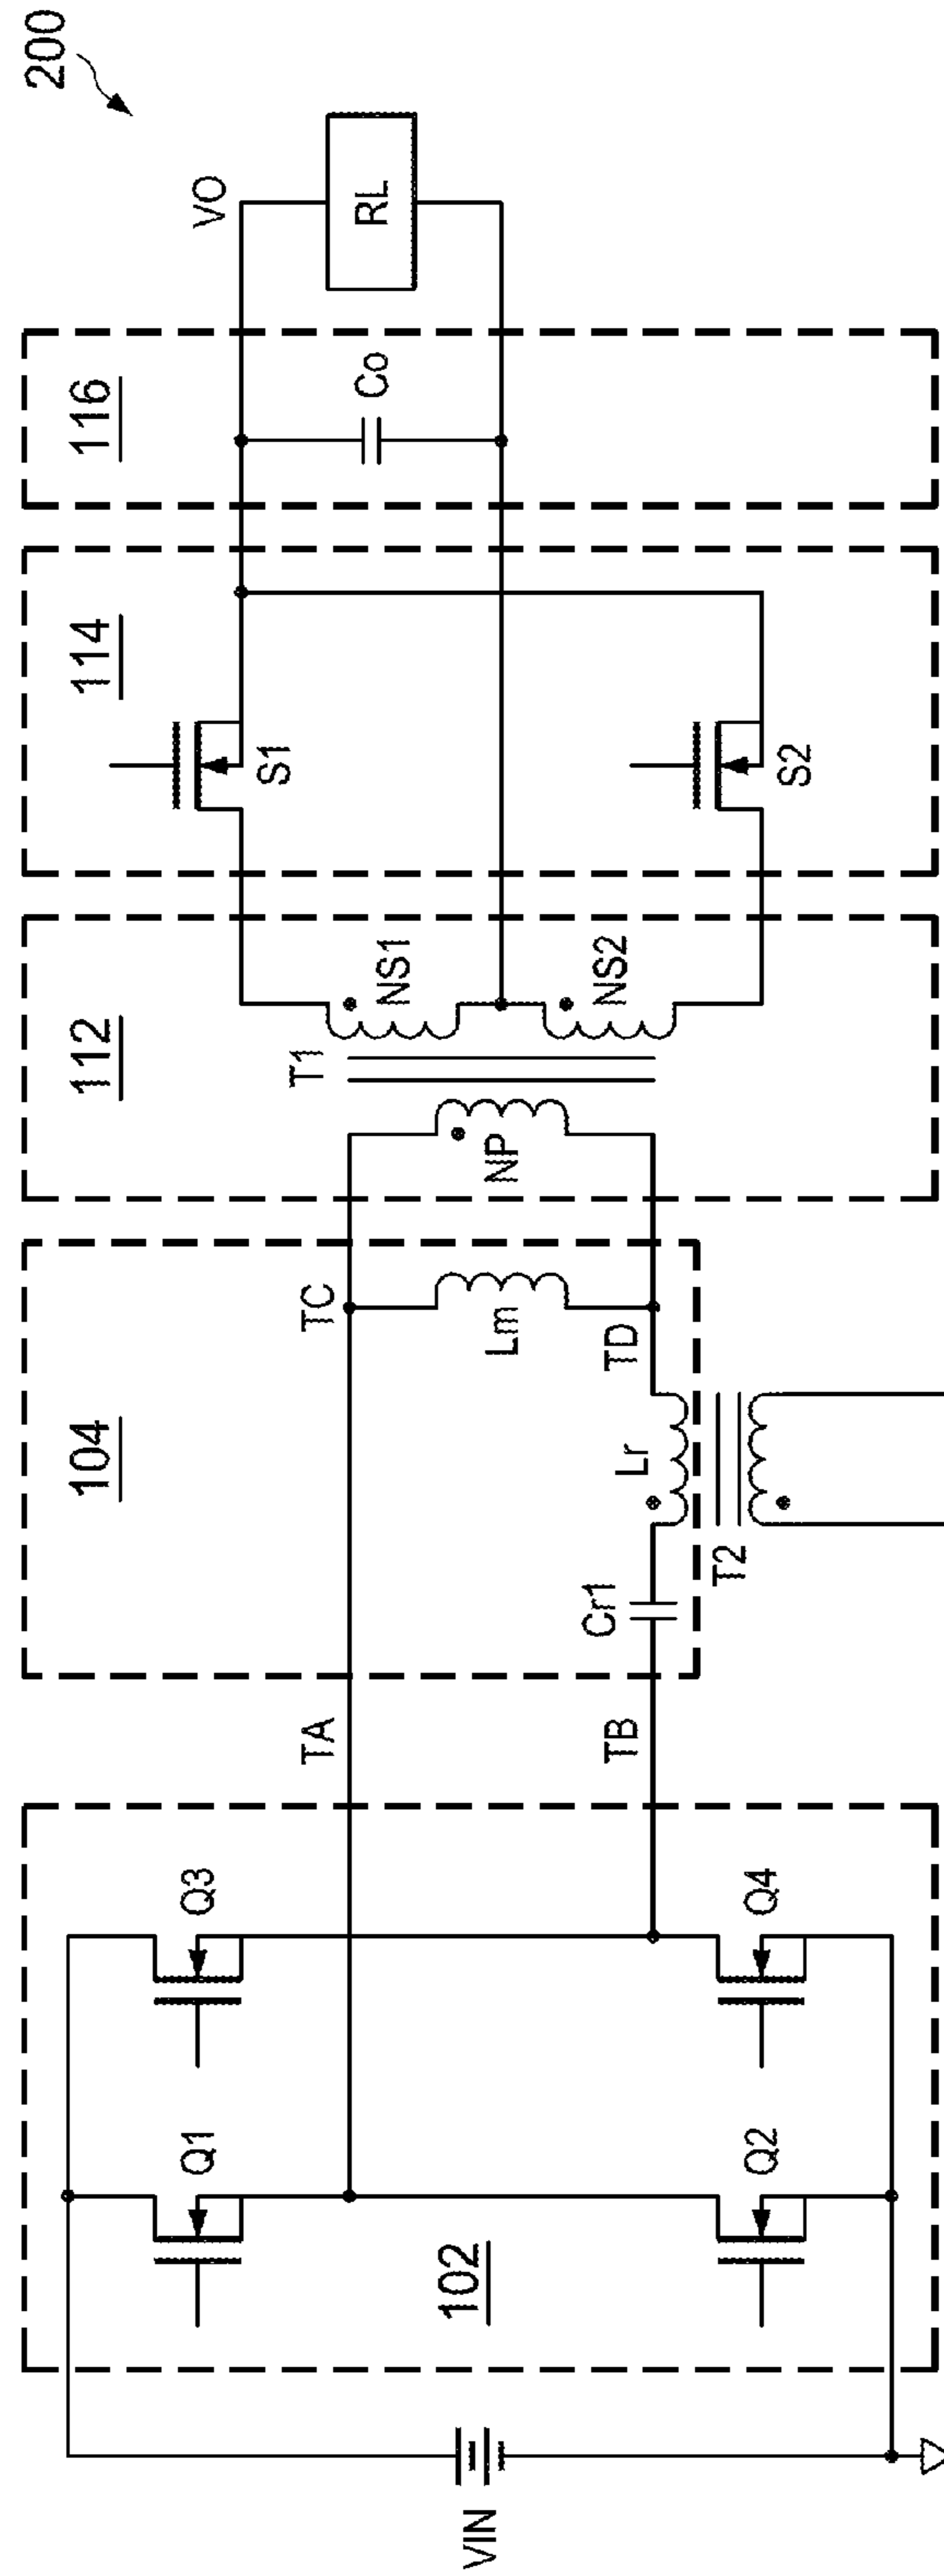 200
VIN
102
Q1
Q2
Q3
Q4
TA
TB
104
Cr1
Lr
T2
TC
Lm
TD
112
NP
T1
NS1
NS2
114
S1
S2
116
Co
VO
RL